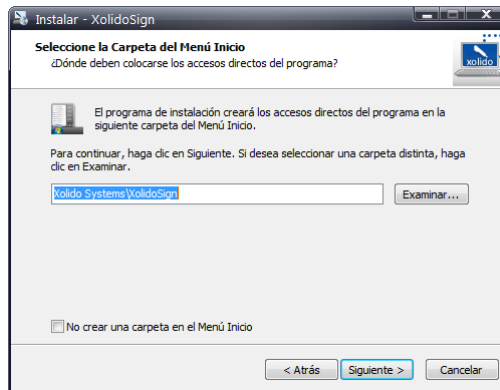 Instalar - XolidoSign
Seleccione la Carpeta del Menú Inicio
¿Dónde deben colocarse los accesos directos del programa?
xolido
El programa de instalación creará los accesos directos del programa en la
siguiente carpeta del Menú Inicio.
Para continuar, haga clic en Siguiente. Si desea seleccionar una carpeta distinta, haga
clic en Examinar.
Xolido Systems\XolidoSign
Examinar...
No crear una carpeta en el Menú Inicio
< Atrás
Siguiente >
Cancelar